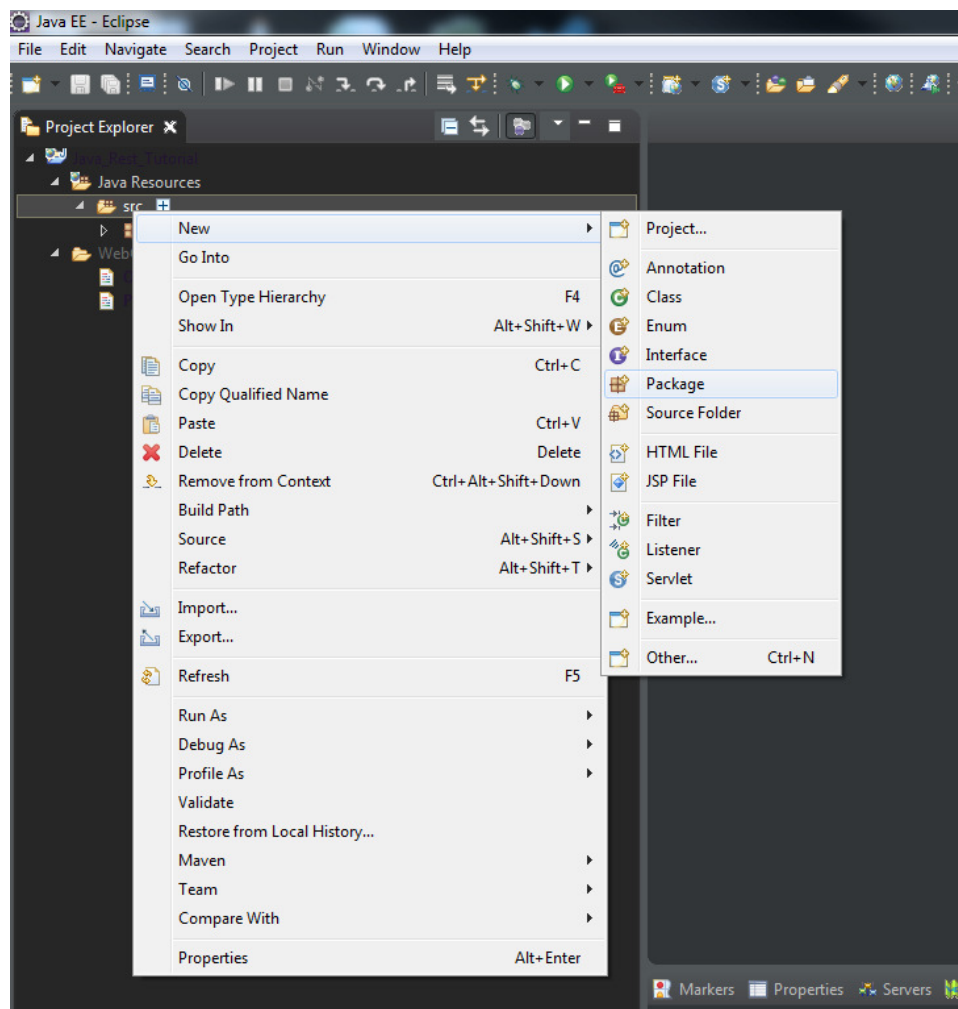 Java EE - Eclipse
File Edit Navigate Search Project Run Window Help
Project Explorer
Java_Rest_Tutorial
Java Resources
src
New
Go Into
Open Type Hierarchy F4
Show In Alt+Shift+W
Copy Ctrl+C
Copy Qualified Name
Paste Ctrl+V
Delete Delete
Remove from Context Ctrl+Alt+Shift+Down
Build Path
Source Alt+Shift+S
Refactor Alt+Shift+T
Import...
Export...
Refresh F5
Run As
Debug As
Profile As
Validate
Restore from Local History...
Maven
Team
Compare With
Properties Alt+Enter
Project...
Annotation
Class
Enum
Interface
Package
Source Folder
HTML File
JSP File
Filter
Listener
Servlet
Example...
Other... Ctrl+N
Markers Properties Servers